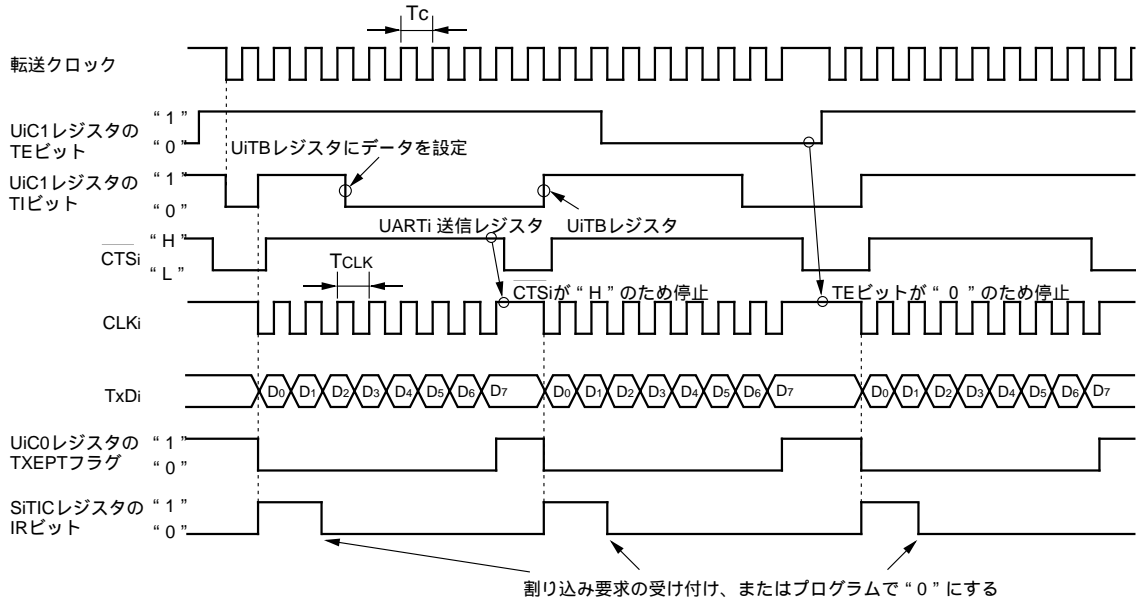 Tc
転送クロック
UiC1レジスタの
TEビット
“ 1 ”
“ 0 ”
UiTBレジスタにデータを設定
UiC1レジスタの
TIビット
“ 1 ”
“ 0 ”
UARTi 送信レジスタ
UiTBレジスタ
CTSi
“ H ”
“ L ”
TCLK
CTSiが “ H ” のため停止
TEビットが “ 0 ” のため停止
CLKi
TxDi
D0 D1 D2 D3 D4 D5 D6 D7 D0 D1 D2 D3 D4 D5 D6 D7 D0 D1 D2 D3 D4 D5 D6 D7
UiC0レジスタの
TXEPTフラグ
“ 1 ”
“ 0 ”
SiTICレジスタの
IRビット
“ 1 ”
“ 0 ”
割り込み要求の受け付け、またはプログラムで “ 0 ” にする